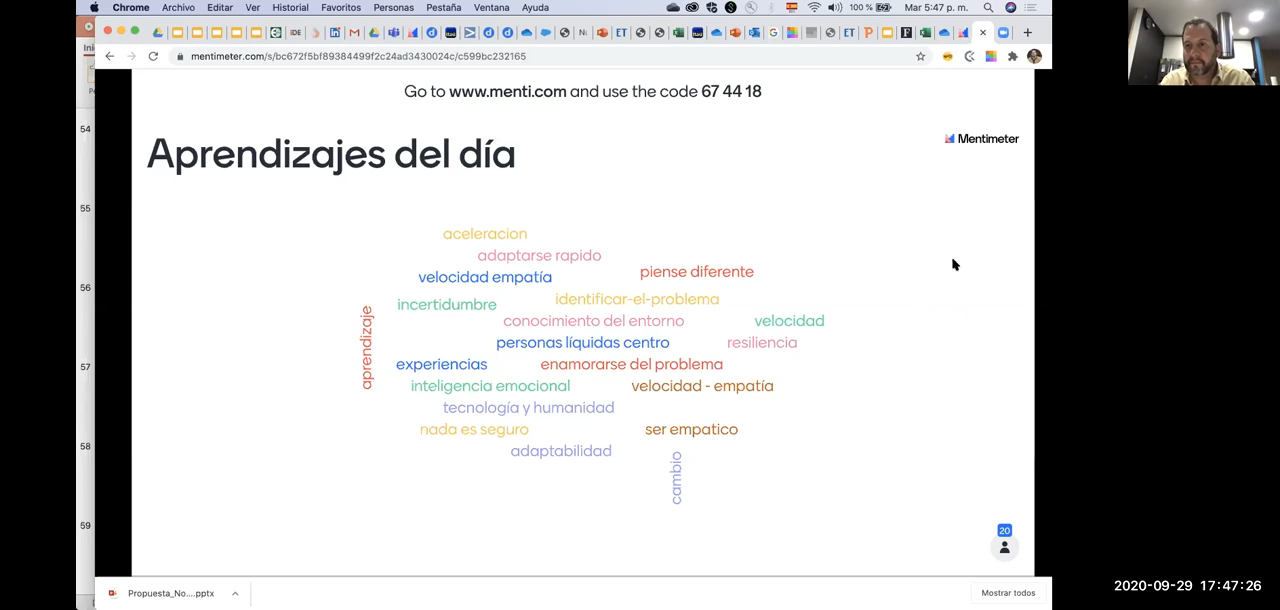 Chrome Archivo Editar Ver Historial Favoritos Personas Pestaña Ventana Ayuda
100 % Mar 5:47 p. m.
mentimeter.com/s/bc672f5bf89384499f2c24ad3430024c/c599bc232165
Go to www.menti.com and use the code 67 44 18
Mentimeter
Aprendizajes del día
aceleracion
adaptarse rapido
piense diferente
velocidad empatía
identificar-el-problema
incertidumbre
conocimiento del entorno
velocidad
aprendizaje
personas líquidas centro
resiliencia
experiencias
enamorarse del problema
inteligencia emocional
velocidad - empatía
tecnología y humanidad
nada es seguro
ser empatico
adaptabilidad
cambio
54
55
56
57
58
59
20
Propuesta_No....pptx
Mostrar todos
2020-09-29 17:47:26